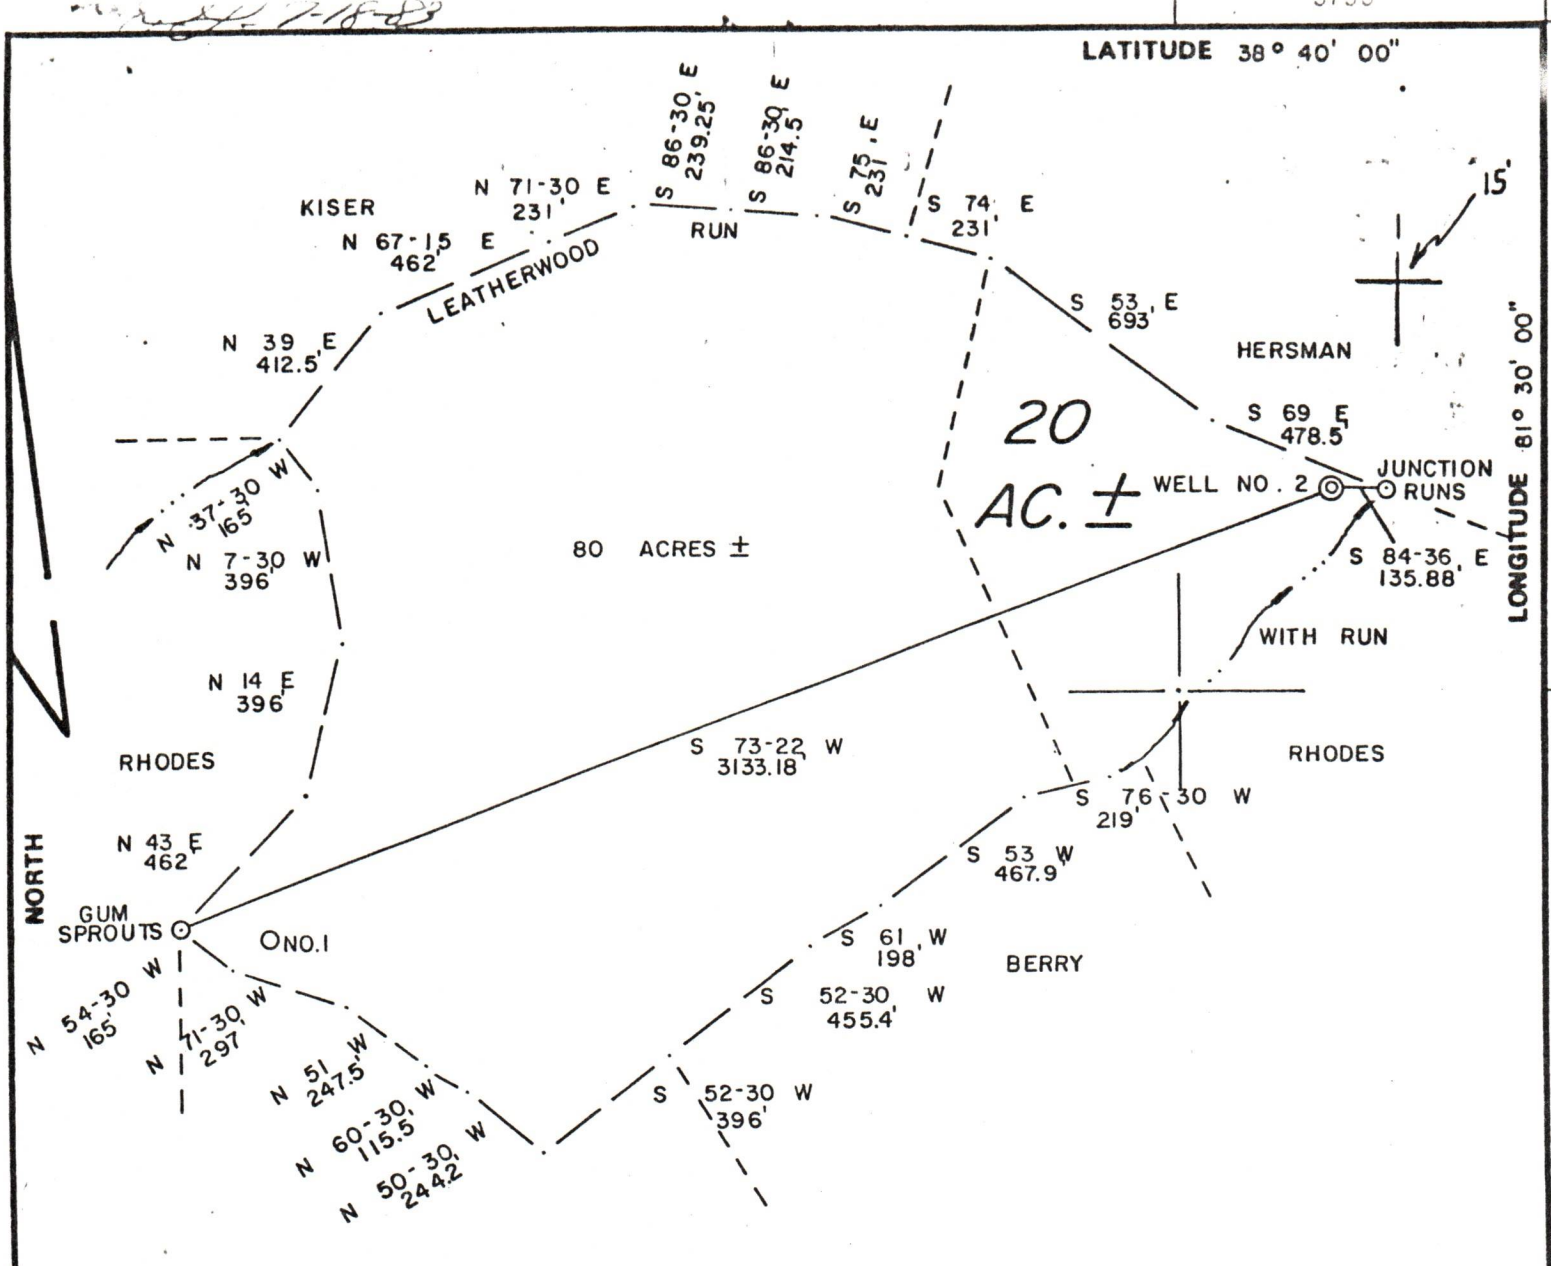 7-18-83
LATITUDE 38° 40' 00"
15'
S 86-30 E
239.25'
S 86-30 E
214.5'
S 75 E
231'
S 74 E
231'
N 71-30 E
231'
KISER
N 67-15 E
462'
LEATHERWOOD
RUN
S 53 E
693'
N 39 E
412.5'
HERSMAN
LONGITUDE 81° 30' 00"
20
AC. ±
S 69 E
478.5'
WELL NO. 2
JUNCTION
RUNS
N 37-30 W
165'
N 7-30 W
396'
80 ACRES ±
S 84-36 E
135.88'
WITH RUN
N 14 E
396'
RHODES
S 73-22 W
3133.18'
RHODES
S 76-30 W
219'
N 43 E
462'
S 53 W
467.9'
NORTH
GUM
SPROUTS
NO. 1
S 61 W
198'
BERRY
N 54-30 W
165'
N 71-30 W
297'
S 52-30 W
455.4'
N 51 W
247.5'
S 52-30 W
396'
N 60-30 W
115.5'
N 50-30 W
244.2'